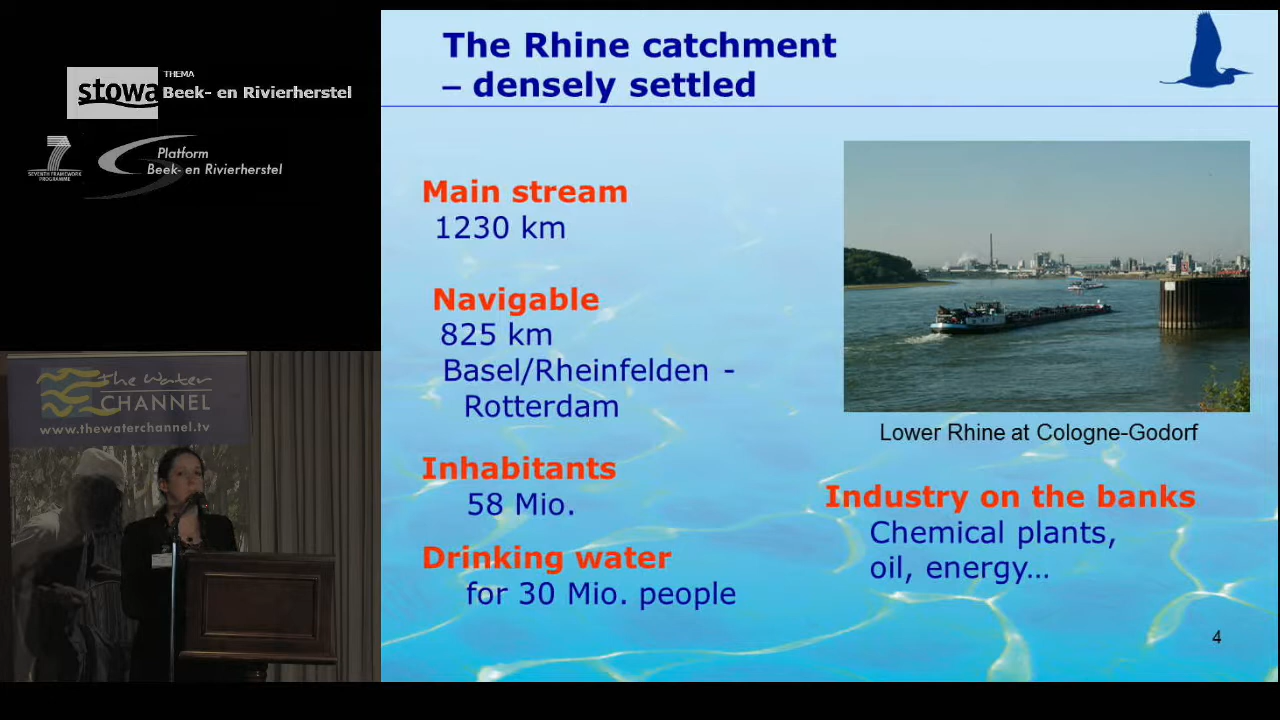 stowa
THEMA
Beek- en Rivierherstel
SEVENTH FRAMEWORK
PROGRAMME
Platform
Beek- en Rivierherstel
The Water
CHANNEL
www.thewaterchannel.tv
The Rhine catchment
– densely settled
Main stream
1230 km
Navigable
825 km
Basel/Rheinfelden -
Rotterdam
Inhabitants
58 Mio.
Drinking water
for 30 Mio. people
Lower Rhine at Cologne-Godorf
Industry on the banks
Chemical plants,
oil, energy...
4